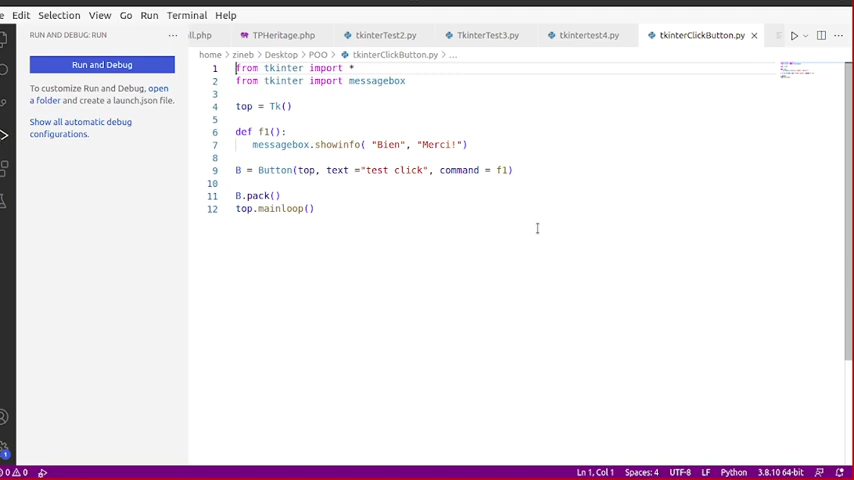 Edit Selection View Go Run Terminal Help
RUN AND DEBUG: RUN
ll.php TPHeritage.php tkinterTest2.py TkinterTest3.py tkintertest4.py tkinterClickButton.py
home > zineb > Desktop > POO > tkinterClickButton.py > ...
Run and Debug
To customize Run and Debug, open
a folder and create a launch.json file.
Show all automatic debug
configurations.
1 from tkinter import *
2 from tkinter import messagebox
3
4 top = Tk()
5
6 def f1():
7 messagebox.showinfo( "Bien", "Merci!")
8
9 B = Button(top, text ="test click", command = f1)
10
11 B.pack()
12 top.mainloop()
1
0 0 Ln 1, Col 1 Spaces: 4 UTF-8 LF Python 3.8.10 64-bit